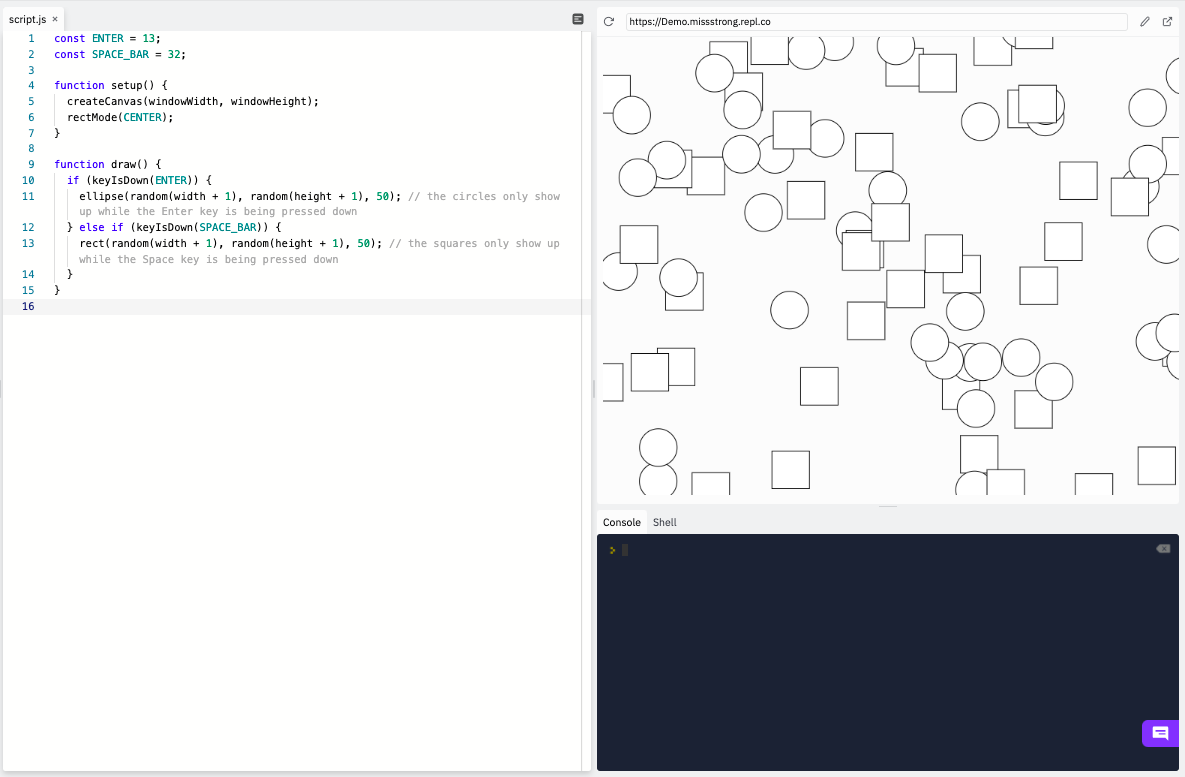 script.js ×
1 const ENTER = 13;
2 const SPACE_BAR = 32;
3
4 function setup() {
5 createCanvas(windowWidth, windowHeight);
6 rectMode(CENTER);
7 }
8
9 function draw() {
10 if (keyIsDown(ENTER)) {
11 ellipse(random(width + 1), random(height + 1), 50); // the circles only show
up while the Enter key is being pressed down
12 } else if (keyIsDown(SPACE_BAR)) {
13 rect(random(width + 1), random(height + 1), 50); // the squares only show up
while the Space key is being pressed down
14 }
15 }
16
https://Demo.missstrong.repl.co
Console Shell